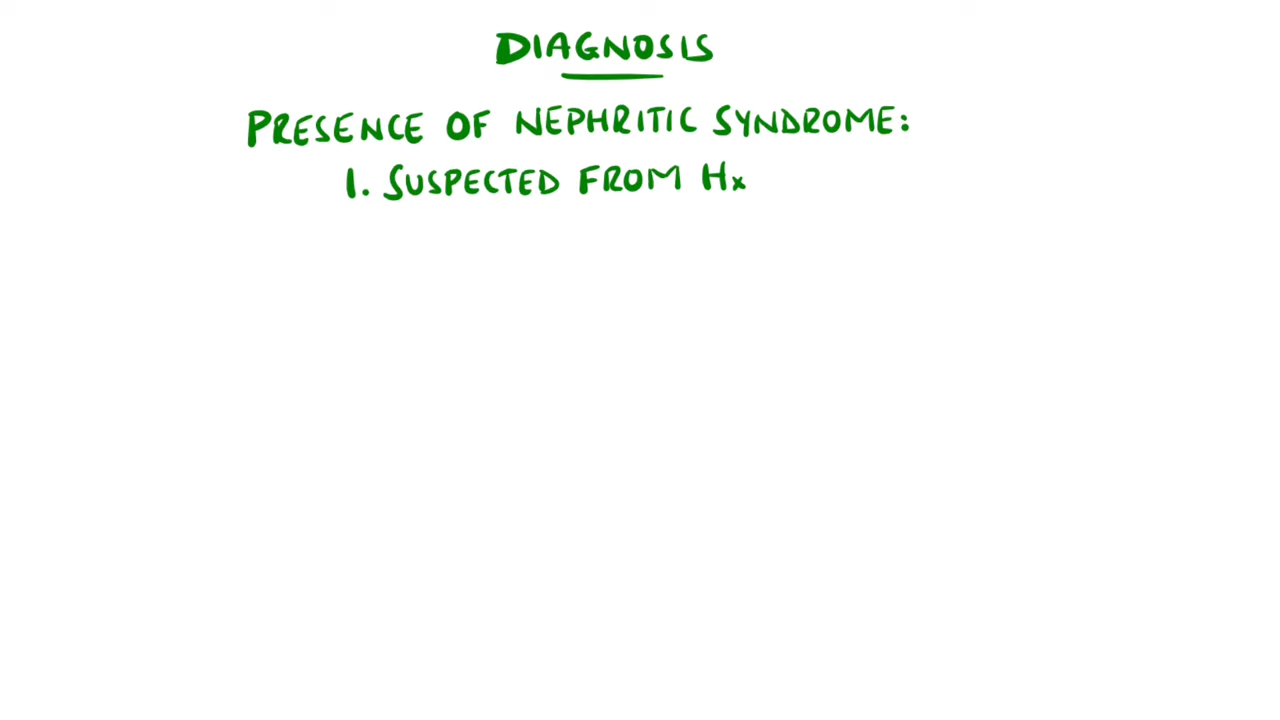 DIAGNOSIS
PRESENCE OF NEPHRITIC SYNDROME:
1. SUSPECTED FROM Hx